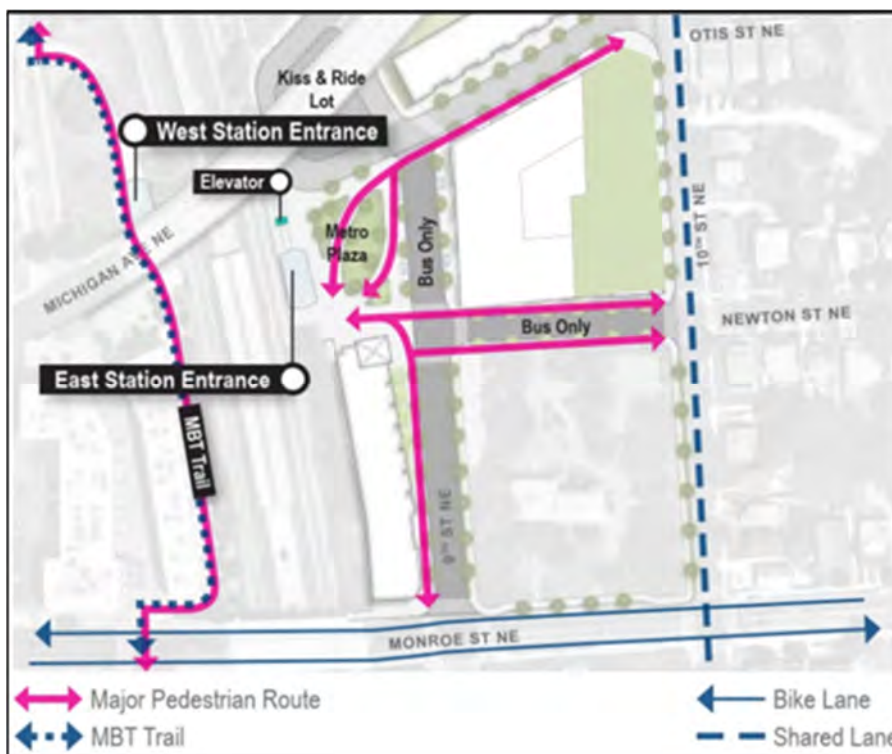 OTIS ST NE
Kiss & Ride
Lot
West Station Entrance
Elevator
Metro
Plaza
Bus Only
10TH ST NE
MICHIGAN AVE NE
Bus Only
NEWTON ST NE
East Station Entrance
MBT Trail
9TH ST NE
MONROE ST NE
Major Pedestrian Route
Bike Lane
MBT Trail
Shared Lane